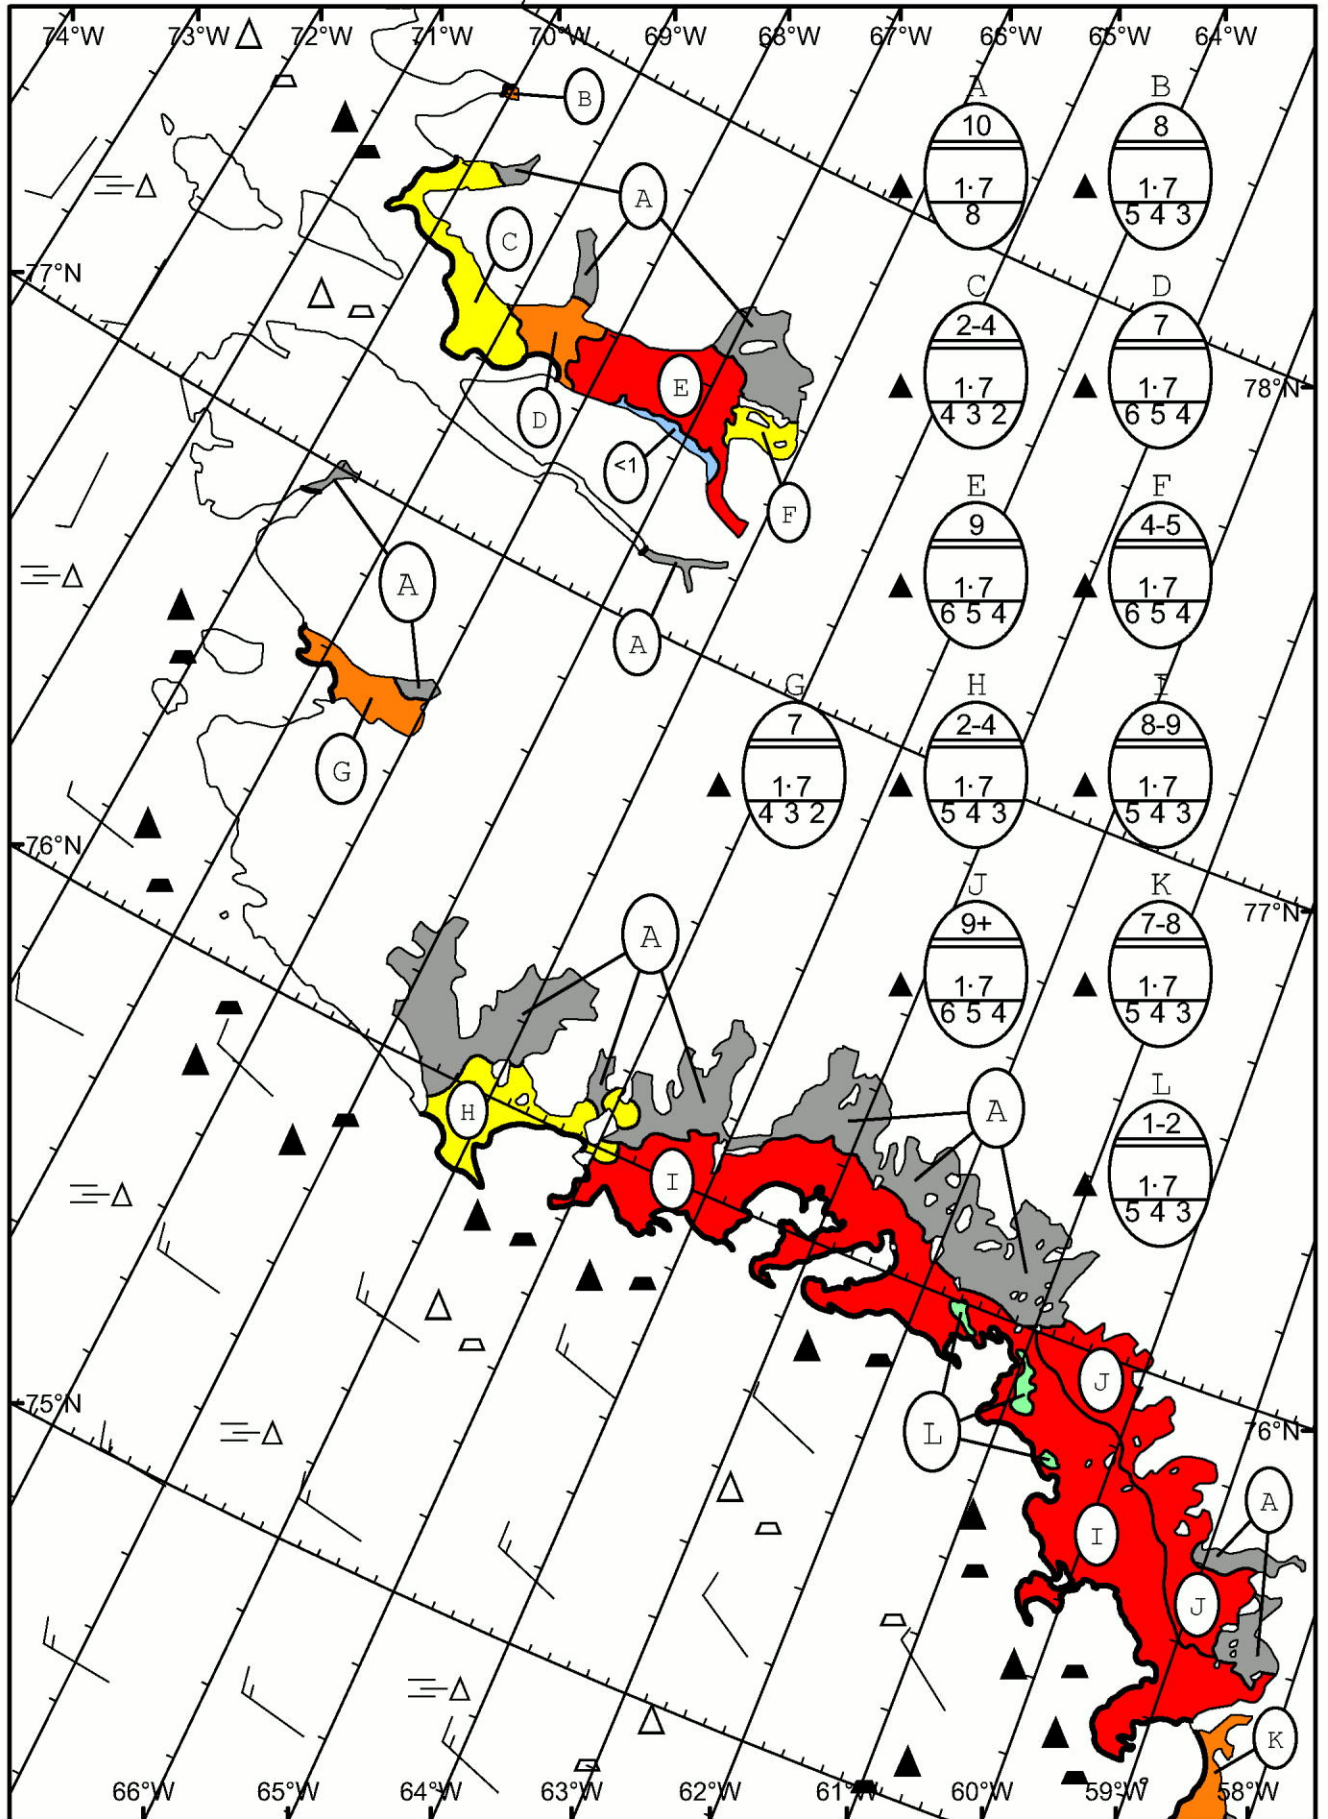 74°W 73°W 72°W 71°W 70°W 69°W 68°W 67°W 66°W 65°W 64°W
B
A B
10 8
1·7 1·7
8 5 4 3
A
C
77°N
C D
2-4 7
1·7 1·7
4 3 2 6 5 4
78°N
E
D
<1
F
E F
9 4-5
1·7 1·7
6 5 4 6 5 4
A
A
G H I
7 2-4 8-9
1·7 1·7 1·7
4 3 2 5 4 3 5 4 3
G
76°N
J K
9+ 7-8
1·7 1·7
6 5 4 5 4 3
77°N
A
L
1-2
1·7
5 4 3
A
H
I
J
75°N
L
76°N
A
I
J
K
66°W 65°W 64°W 63°W 62°W 61°W 60°W 59°W 58°W